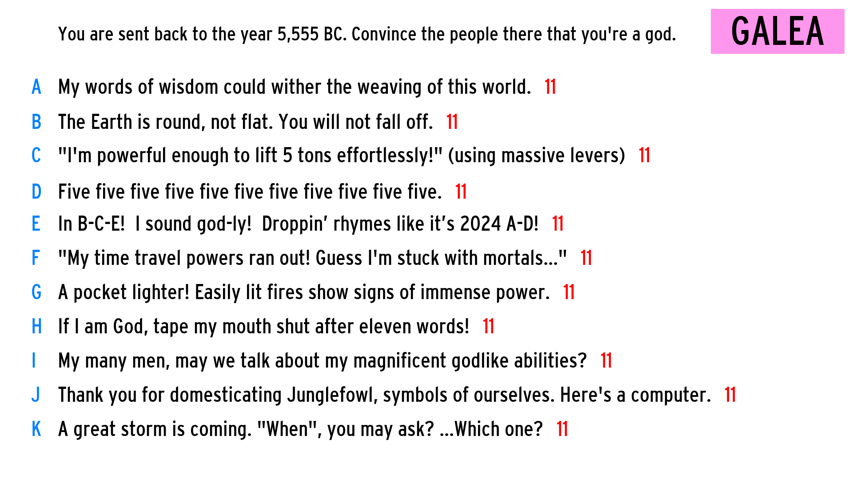 You are sent back to the year 5,555 BC. Convince the people there that you're a god.
GALEA
A My words of wisdom could wither the weaving of this world. 11
B The Earth is round, not flat. You will not fall off. 11
C "I'm powerful enough to lift 5 tons effortlessly!" (using massive levers) 11
D Five five five five five five five five five five five. 11
E In B-C-E! I sound god-ly! Droppin’ rhymes like it’s 2024 A-D! 11
F "My time travel powers ran out! Guess I'm stuck with mortals..." 11
G A pocket lighter! Easily lit fires show signs of immense power. 11
H If I am God, tape my mouth shut after eleven words! 11
I My many men, may we talk about my magnificent godlike abilities? 11
J Thank you for domesticating Junglefowl, symbols of ourselves. Here's a computer. 11
K A great storm is coming. "When", you may ask? ...Which one? 11